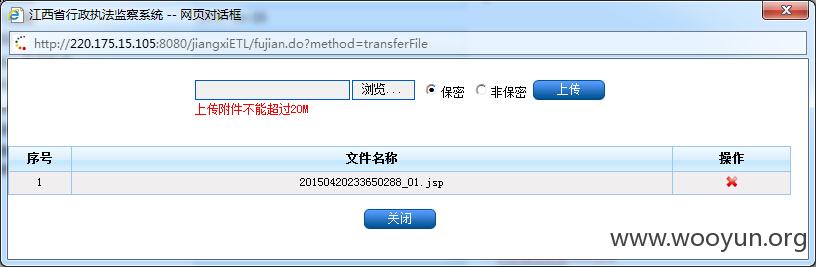 江西省行政执法监察系统 -- 网页对话框
http://220.175.15.105:8080/jiangxiETL/fujian.do?method=transferFile
浏览... 保密 非保密 上传
上传附件不能超过20M
序号 文件名称 操作
1 20150420233650288_01.jsp
关闭
www.wooyun.org